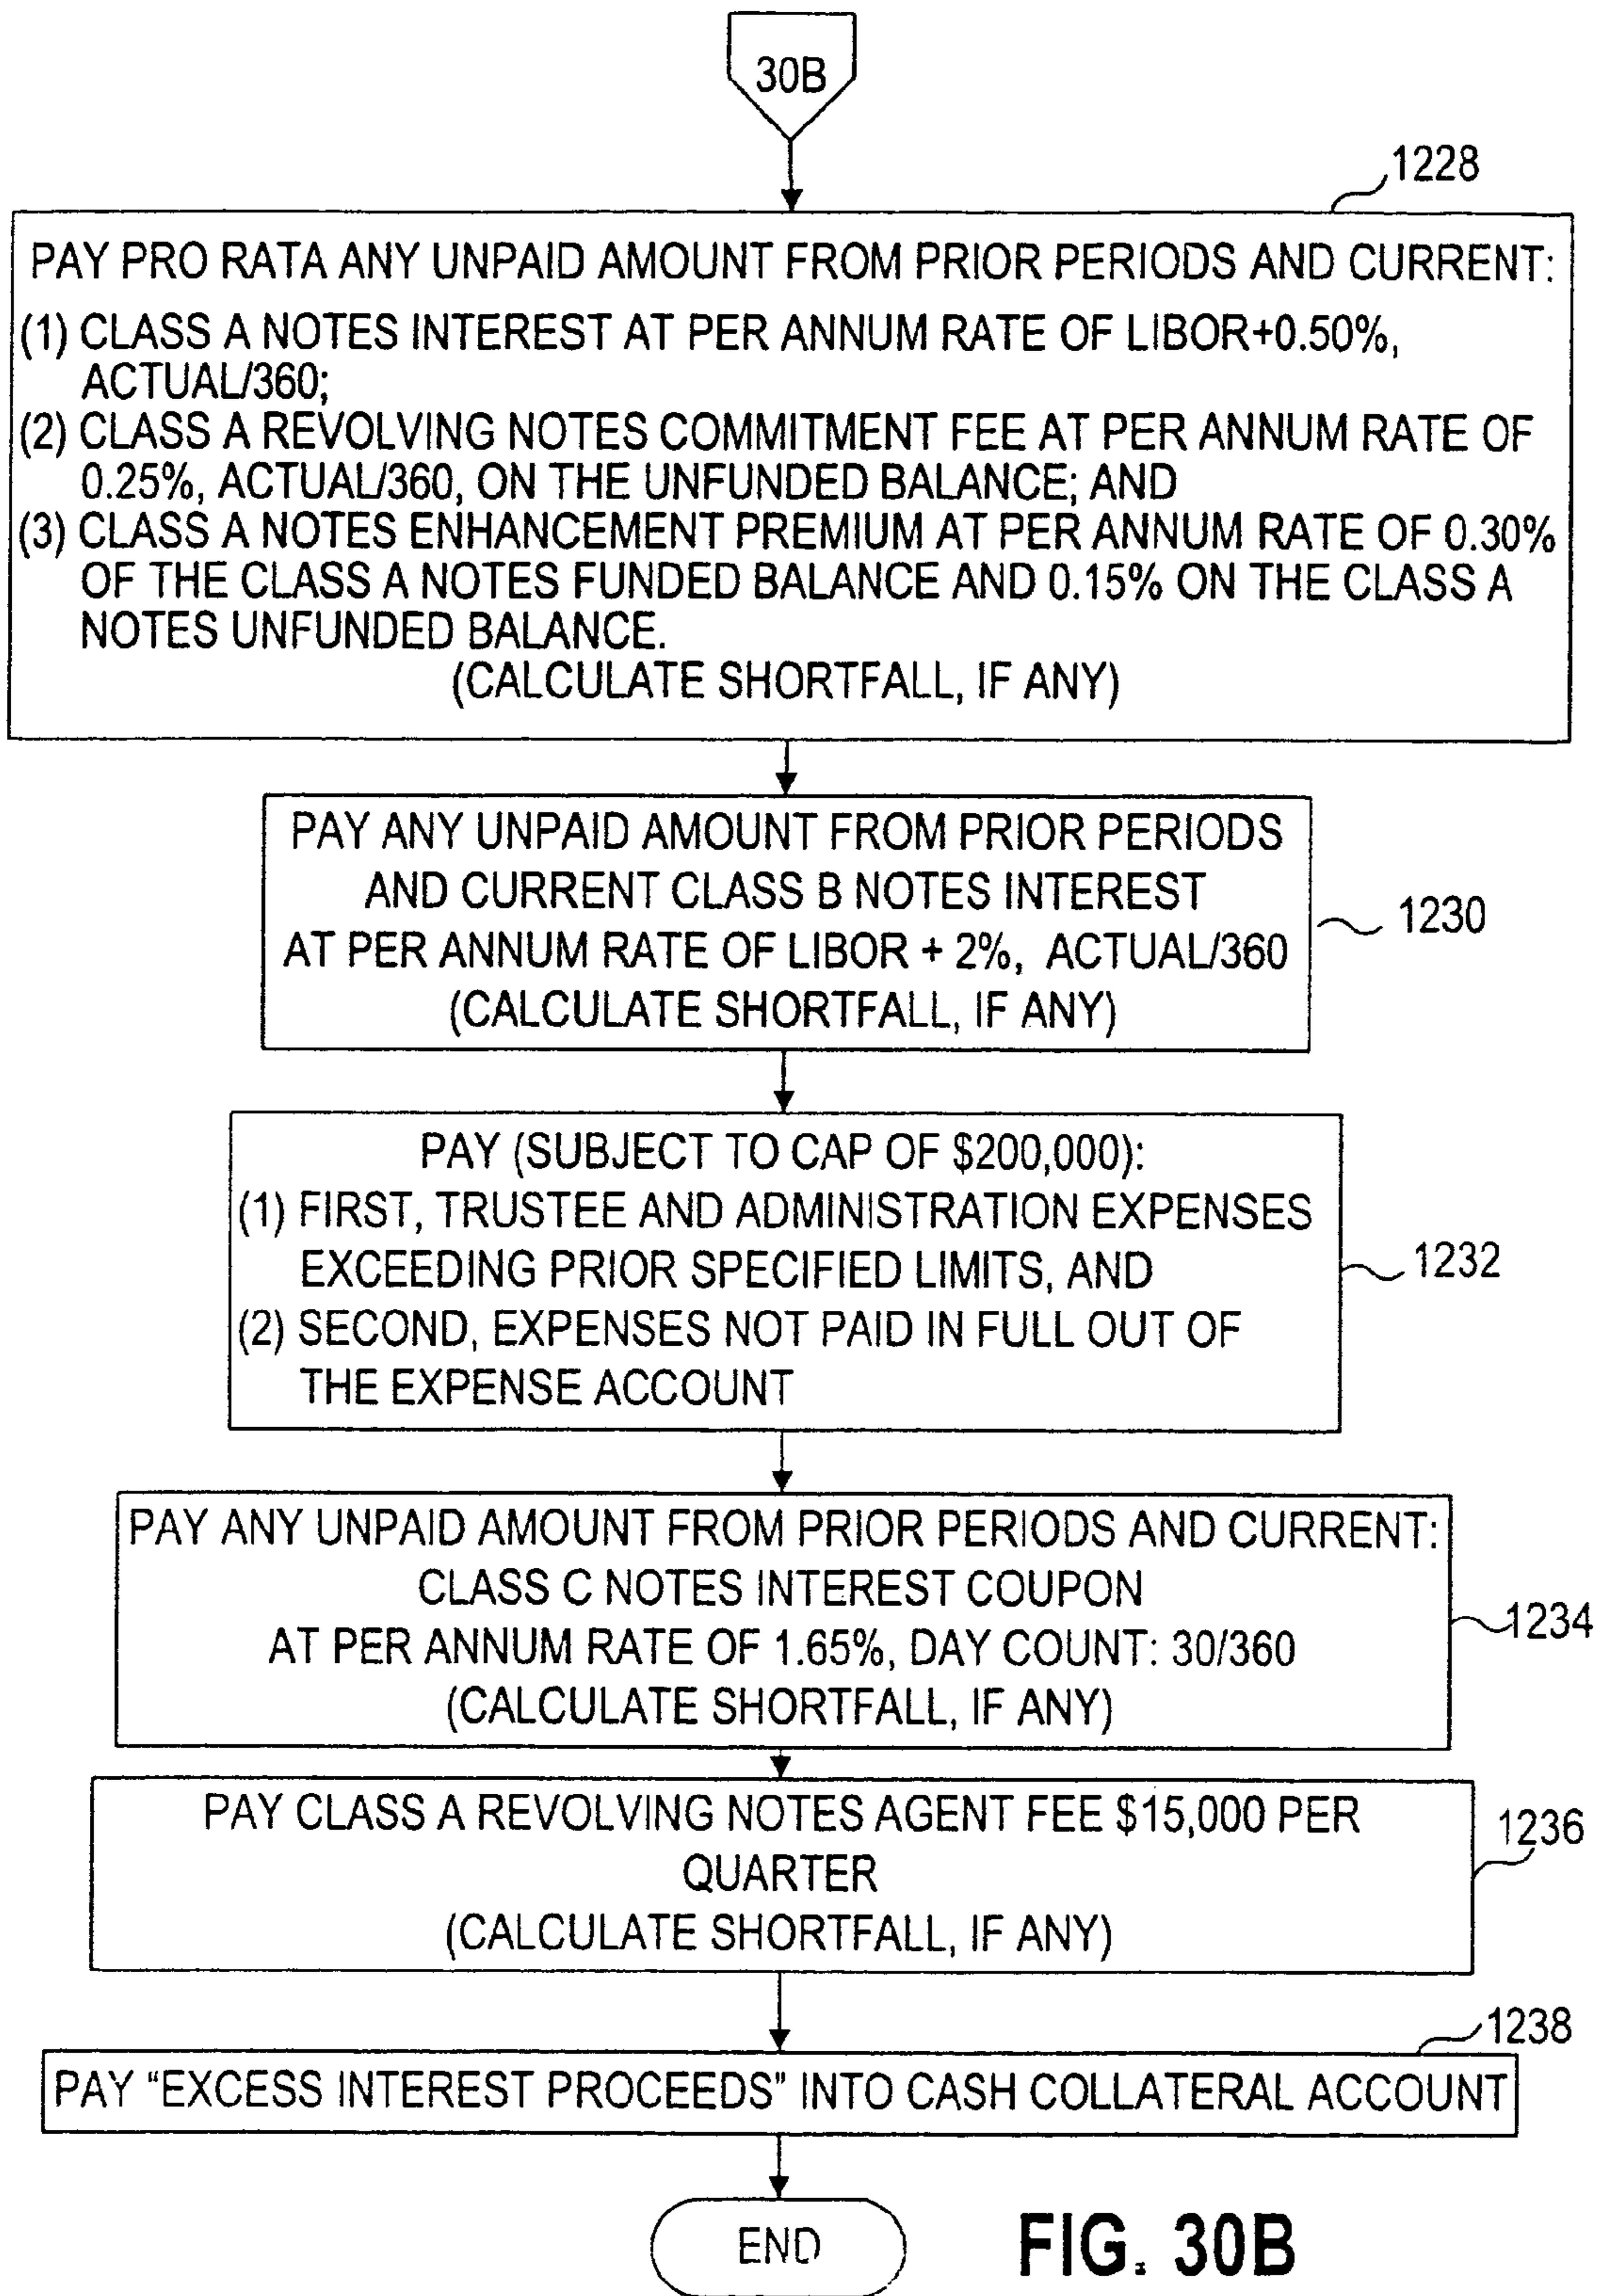 30B
1228
PAY PRO RATA ANY UNPAID AMOUNT FROM PRIOR PERIODS AND CURRENT:
(1) CLASS A NOTES INTEREST AT PER ANNUM RATE OF LIBOR+0.50%,
ACTUAL/360;
(2) CLASS A REVOLVING NOTES COMMITMENT FEE AT PER ANNUM RATE OF
0.25%, ACTUAL/360, ON THE UNFUNDED BALANCE; AND
(3) CLASS A NOTES ENHANCEMENT PREMIUM AT PER ANNUM RATE OF 0.30%
OF THE CLASS A NOTES FUNDED BALANCE AND 0.15% ON THE CLASS A
NOTES UNFUNDED BALANCE.
(CALCULATE SHORTFALL, IF ANY)
PAY ANY UNPAID AMOUNT FROM PRIOR PERIODS
AND CURRENT CLASS B NOTES INTEREST
AT PER ANNUM RATE OF LIBOR + 2%, ACTUAL/360
(CALCULATE SHORTFALL, IF ANY)
1230
PAY (SUBJECT TO CAP OF $200,000):
(1) FIRST, TRUSTEE AND ADMINISTRATION EXPENSES
EXCEEDING PRIOR SPECIFIED LIMITS, AND
(2) SECOND, EXPENSES NOT PAID IN FULL OUT OF
THE EXPENSE ACCOUNT
1232
PAY ANY UNPAID AMOUNT FROM PRIOR PERIODS AND CURRENT:
CLASS C NOTES INTEREST COUPON
AT PER ANNUM RATE OF 1.65%, DAY COUNT: 30/360
(CALCULATE SHORTFALL, IF ANY)
1234
PAY CLASS A REVOLVING NOTES AGENT FEE $15,000 PER
QUARTER
(CALCULATE SHORTFALL, IF ANY)
1236
1238
PAY "EXCESS INTEREST PROCEEDS" INTO CASH COLLATERAL ACCOUNT
END
FIG. 30B